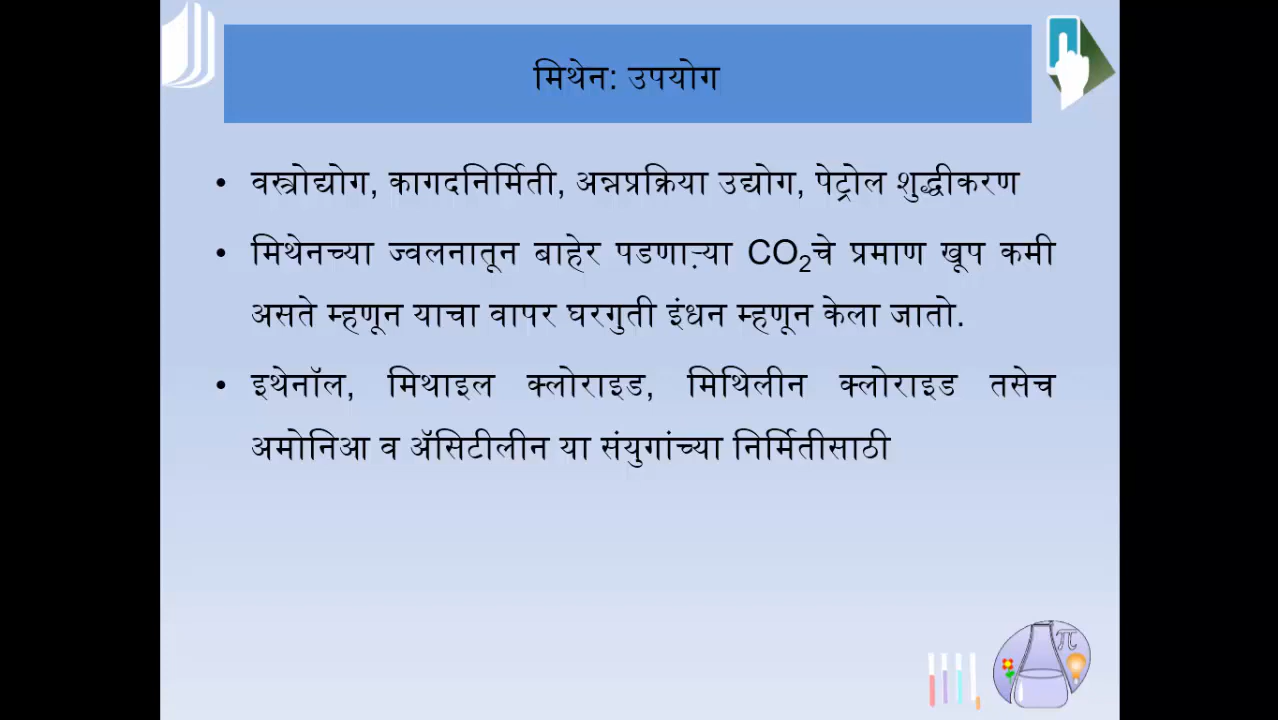 मिथेन: उपयोग
• वस्त्रोद्योग, कागदनिर्मिती, अन्नप्रक्रिया उद्योग, पेट्रोल शुद्धीकरण
• मिथेनच्या ज्वलनातून बाहेर पडणाऱ्या CO₂चे प्रमाण खूप कमी
असते म्हणून याचा वापर घरगुती इंधन म्हणून केला जातो.
• इथेनॉल, मिथाइल क्लोराइड, मिथिलीन क्लोराइड तसेच
अमोनिआ व ॲसिटीलीन या संयुगांच्या निर्मितीसाठी
π